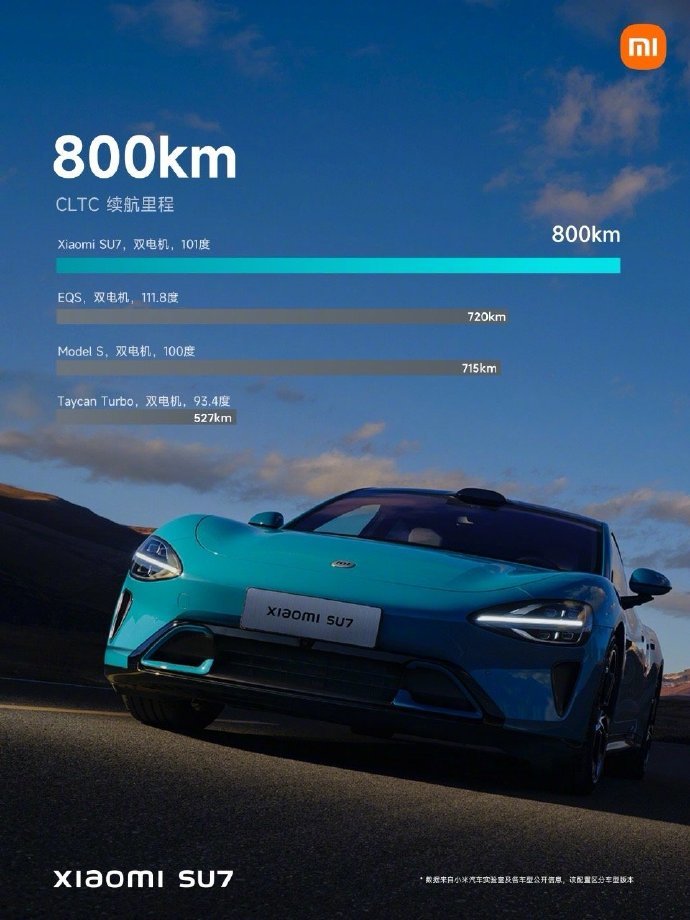 mi
800km
CLTC 续航里程
800km
Xiaomi SU7，双电机，101度
EQS，双电机，111.8度
720km
Model S，双电机，100度
715km
Taycan Turbo，双电机，93.4度
527km
XIAOMI SU7
XIAOMI SU7
* 数据来自小米汽车实验室及各车型公开信息，该配置区分车型版本